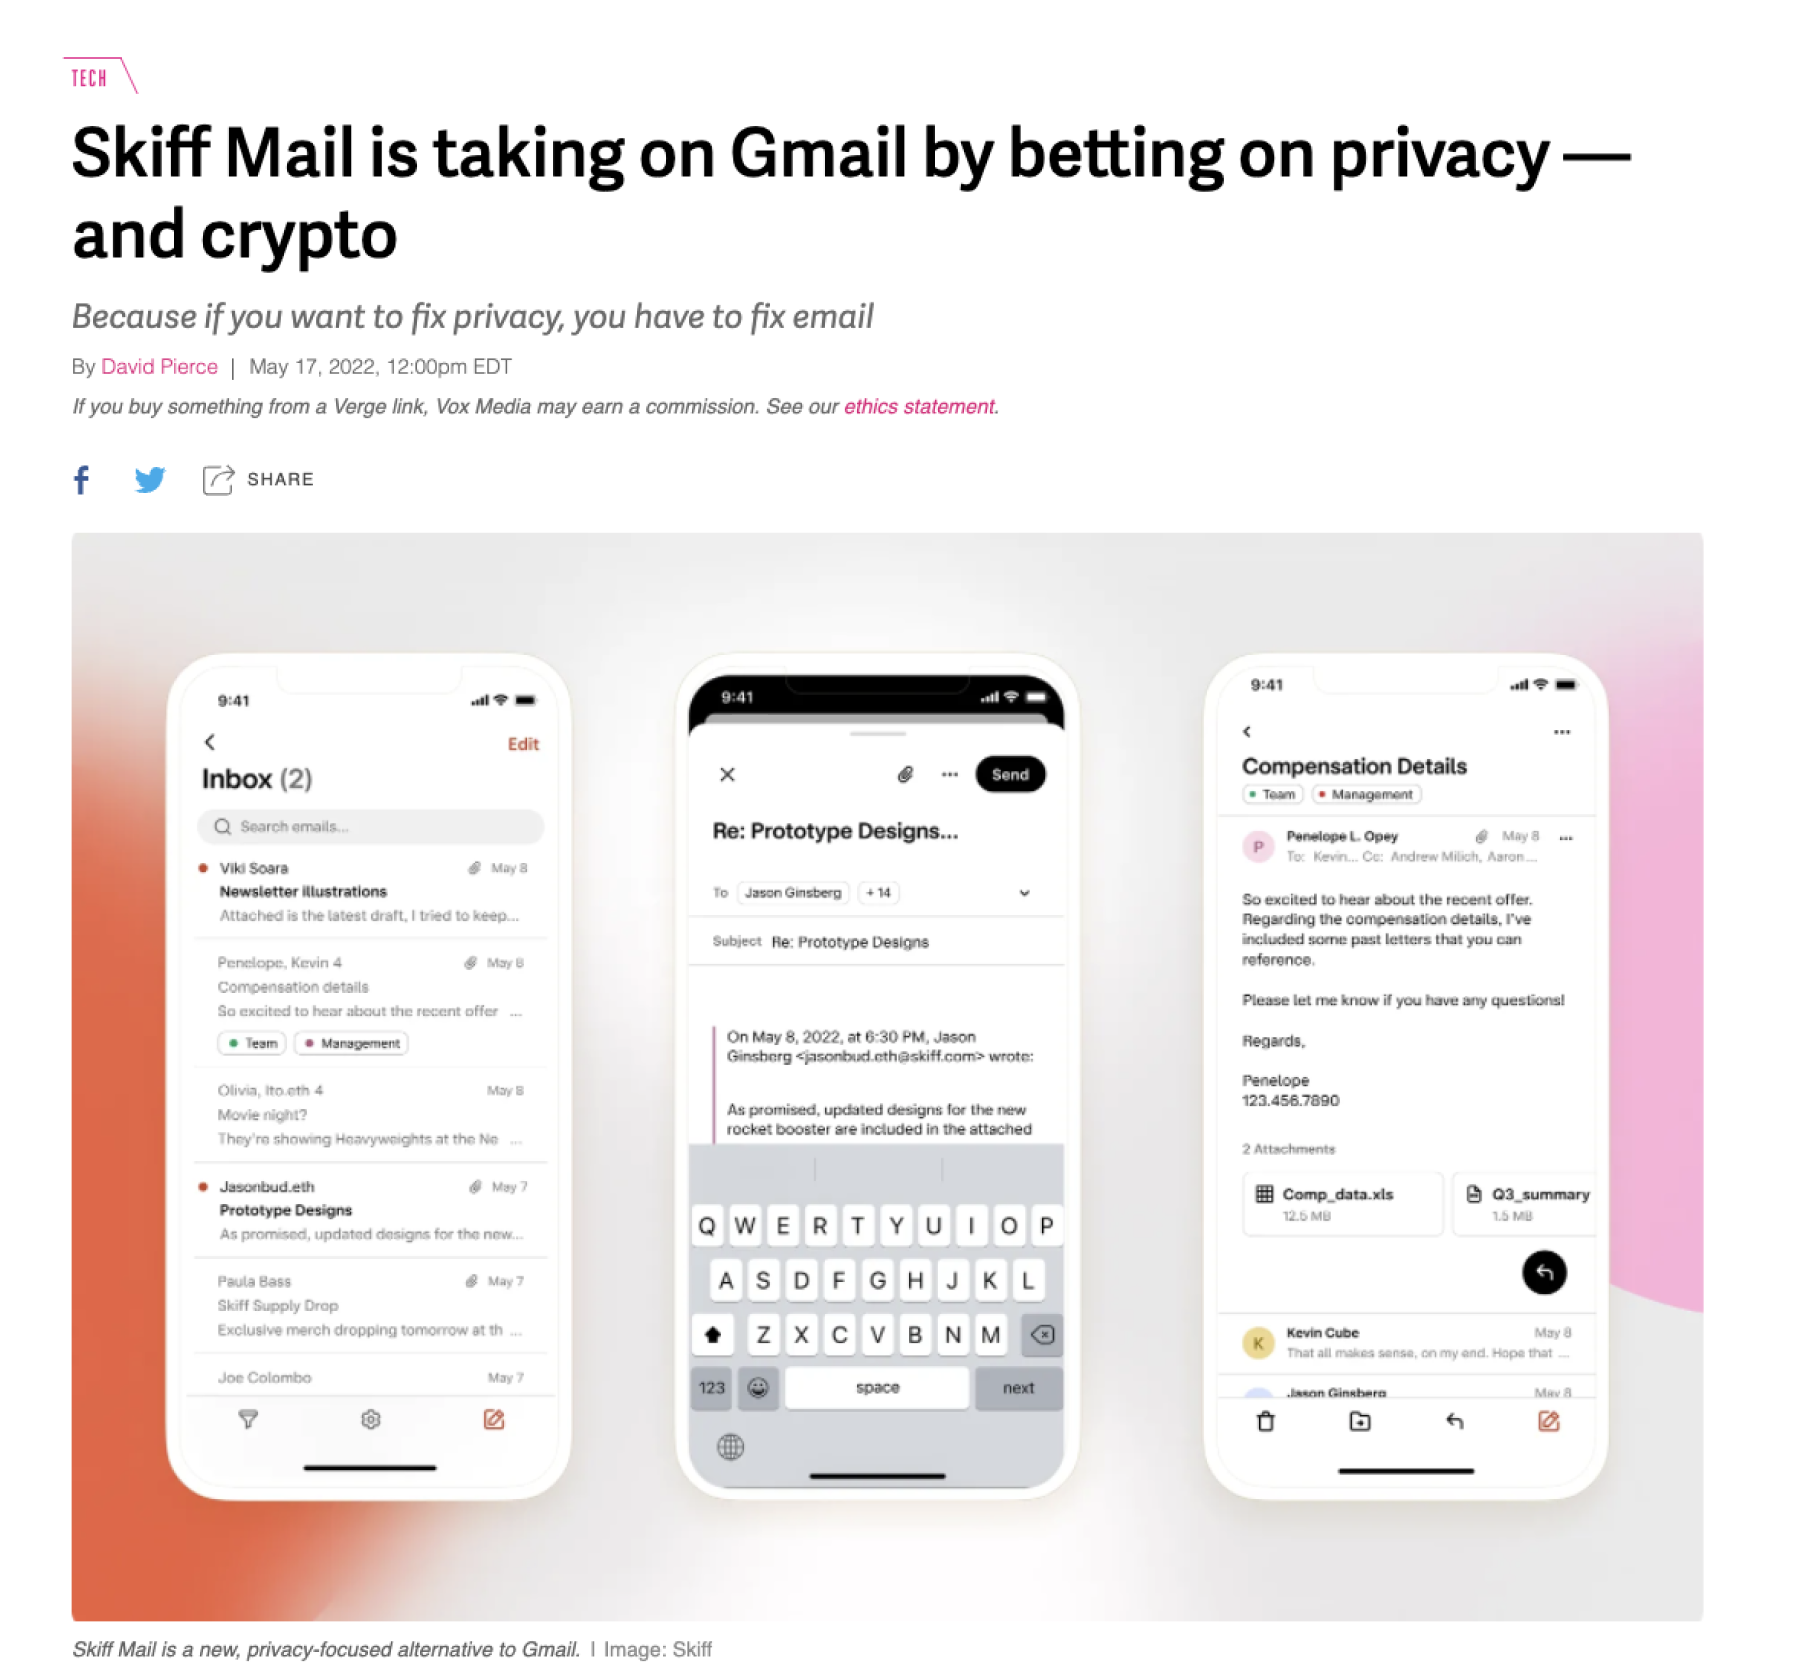 TECH
Skiff Mail is taking on Gmail by betting on privacy —
and crypto
Because if you want to fix privacy, you have to fix email
By David Pierce | May 17, 2022, 12:00pm EDT
If you buy something from a Verge link, Vox Media may earn a commission. See our ethics statement.
SHARE
9:41
Edit
Inbox (2)
Search emails...
Viki Soara May 8
Newsletter illustrations
Attached is the latest draft, I tried to keep...
Penelope, Kevin 4 May 8
Compensation details
So excited to hear about the recent offer ...
Team Management
Olivia, Ito.eth 4 May 8
Movie night?
They're showing Heavyweights at the Ne ...
Jasonbud.eth May 7
Prototype Designs
As promised, updated designs for the new...
Paula Bass May 7
Skiff Supply Drop
Exclusive merch dropping tomorrow at th ...
Joe Colombo May 7
9:41
Send
Re: Prototype Designs...
To Jason Ginsberg + 14
Subject Re: Prototype Designs
On May 8, 2022, at 6:30 PM, Jason
Ginsberg <jasonbud.eth@skiff.com> wrote:
As promised, updated designs for the new
rocket booster are included in the attached
Q W E R T Y U I O P
A S D F G H J K L
Z X C V B N M
123 space next
9:41
Compensation Details
Team Management
P Penelope L. Opey May 8 ...
To: Kevin... Cc: Andrew Milich, Aaron...
So excited to hear about the recent offer.
Regarding the compensation details, I've
included some past letters that you can
reference.
Please let me know if you have any questions!
Regards,
Penelope
123.456.7890
2 Attachments
Comp_data.xls Q3_summary
12.5 MB 1.5 MB
K Kevin Cube May 8
That all makes sense, on my end. Hope that ...
Jason Ginsberg May 8
Skiff Mail is a new, privacy-focused alternative to Gmail. | Image: Skiff